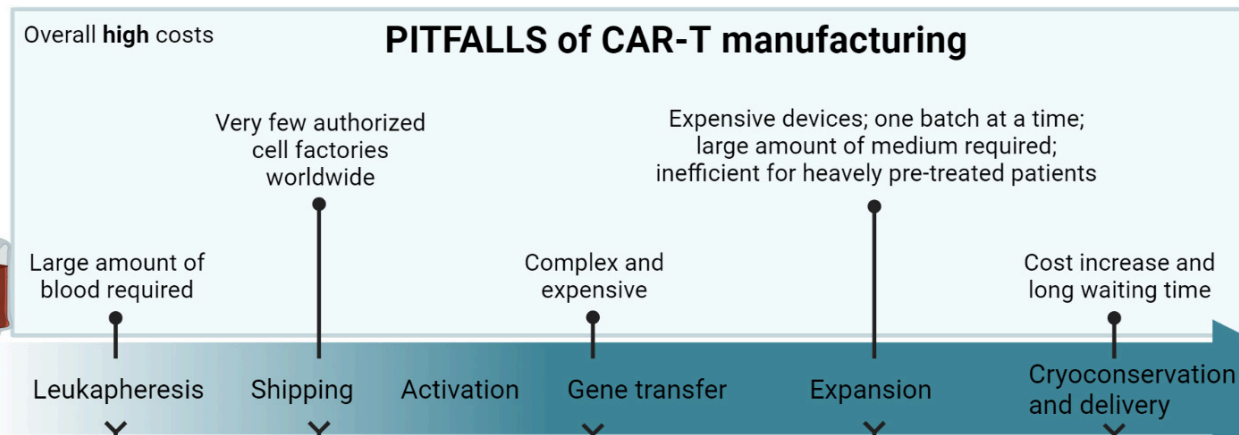 Overall high costs
PITFALLS of CAR-T manufacturing
Large amount of
blood required
Very few authorized
cell factories
worldwide
Complex and
expensive
Expensive devices; one batch at a time;
large amount of medium required;
inefficient for heavely pre-treated patients
Cost increase and
long waiting time
Leukapheresis
Shipping
Activation
Gene transfer
Expansion
Cryoconservation
and delivery